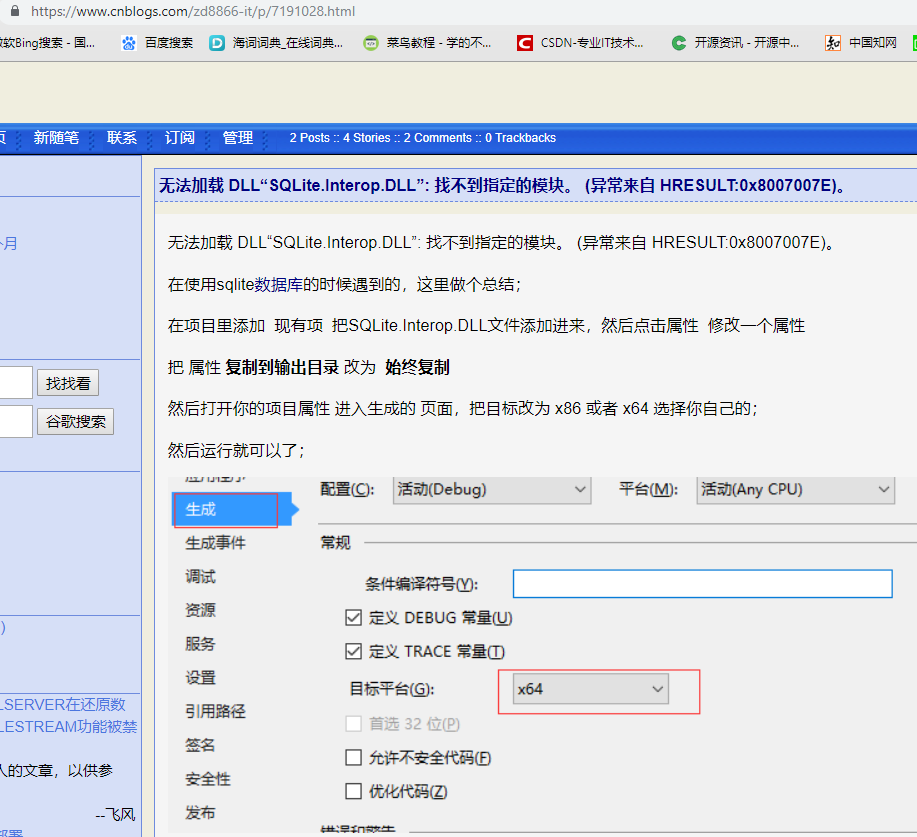 https://www.cnblogs.com/zd8866-it/p/7191028.html
软Bing搜索 - 国... 百度搜索 海词词典_在线词典... 菜鸟教程 - 学的不... CSDN-专业IT技术... 开源资讯 - 开源中... 中国知网
页 新随笔 联系 订阅 管理 2 Posts :: 4 Stories :: 2 Comments :: 0 Trackbacks
无法加载 DLL“SQLite.Interop.DLL”: 找不到指定的模块。 (异常来自 HRESULT:0x8007007E)。
月
无法加载 DLL“SQLite.Interop.DLL”: 找不到指定的模块。 (异常来自 HRESULT:0x8007007E)。
在使用sqlite数据库的时候遇到的，这里做个总结；
在项目里添加 现有项 把SQLite.Interop.DLL文件添加进来，然后点击属性 修改一个属性
把 属性 复制到输出目录 改为 始终复制
然后打开你的项目属性 进入生成的 页面，把目标改为 x86 或者 x64 选择你自己的；
然后运行就可以了；
找找看
谷歌搜索
)
LSERVER在还原数
LESTREAM功能被禁
人的文章，以供参
--飞风
部署
应用程序
生成
生成事件
调试
资源
服务
设置
引用路径
签名
安全性
发布
配置(C): 活动(Debug) 平台(M): 活动(Any CPU)
常规
条件编译符号(Y):
定义 DEBUG 常量(U)
定义 TRACE 常量(T)
目标平台(G): x64
首选 32 位(P)
允许不安全代码(F)
优化代码(Z)
错误和警告